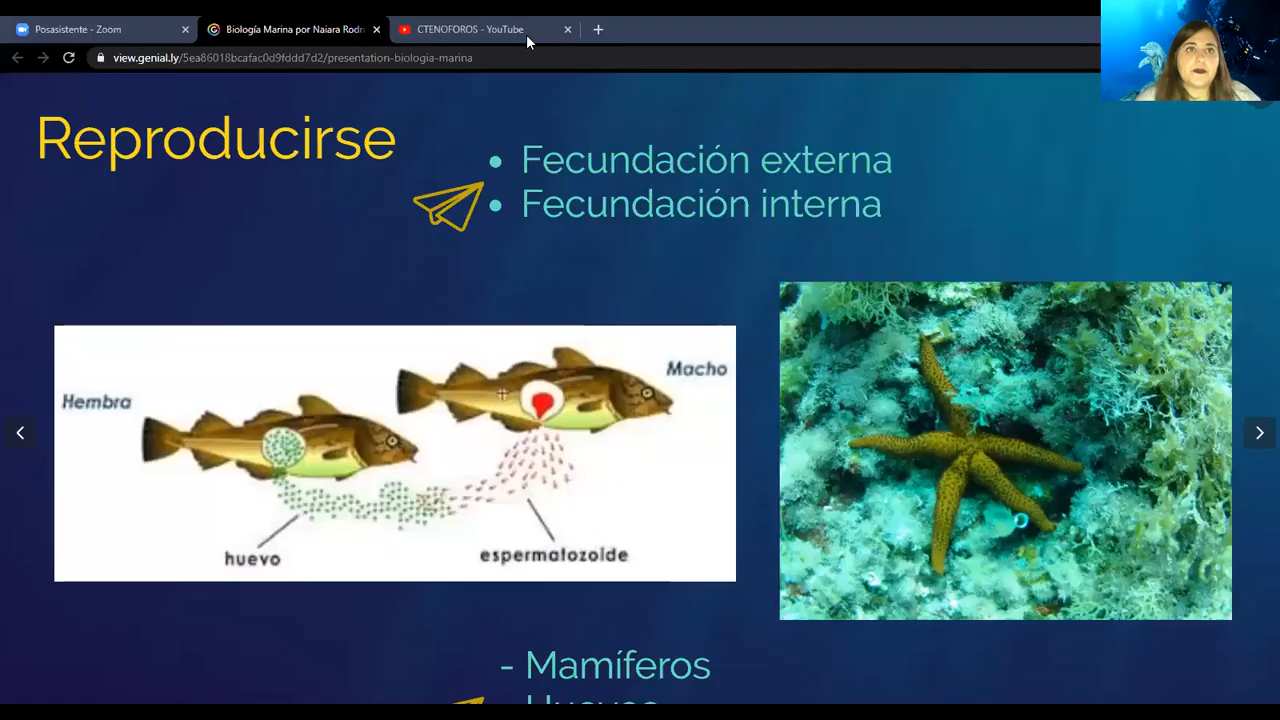 Posasistente - Zoom
Biología Marina por Naiara Rodr
CTENOFOROS - YouTube
view.genial.ly/5ea86018bcafac0d9fddd7d2/presentation-biologia-marina
Reproducirse
• Fecundación externa
• Fecundación interna
Hembra
Macho
huevo
espermatozoide
- Mamíferos